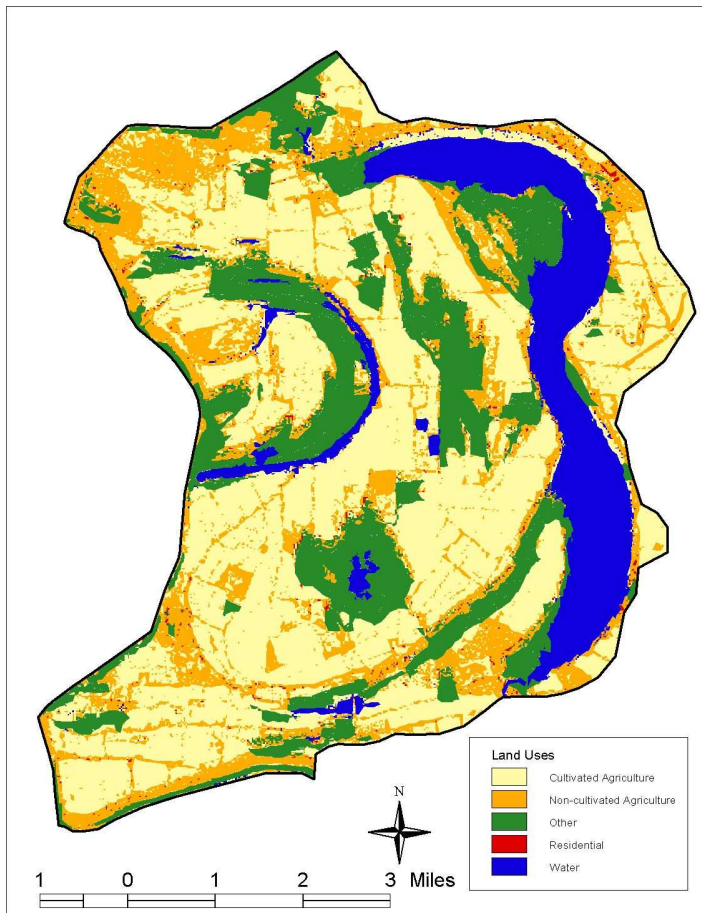 Land Uses
Cultivated Agriculture
Non-cultivated Agriculture
Other
Residential
Water
N
1 0 1 2 3 Miles